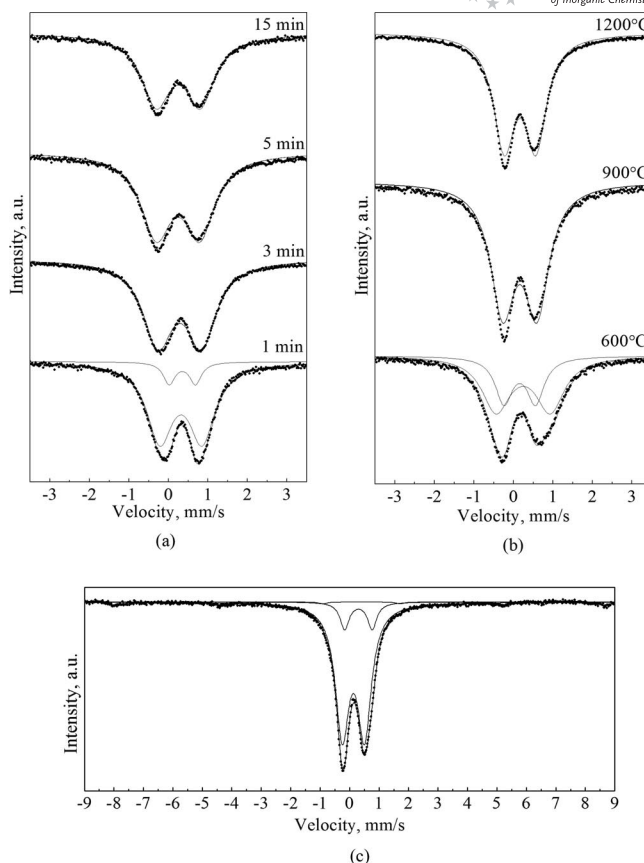 of Inorganic Chemist
15 min
5 min
3 min
1 min
Intensity, a.u.
-3 -2 -1 0 1 2 3
Velocity, mm/s
(a)
1200°C
900°C
600°C
Intensity, a.u.
-3 -2 -1 0 1 2 3
Velocity, mm/s
(b)
Intensity, a.u.
-9 -8 -7 -6 -5 -4 -3 -2 -1 0 1 2 3 4 5 6 7 8 9
Velocity, mm/s
(c)